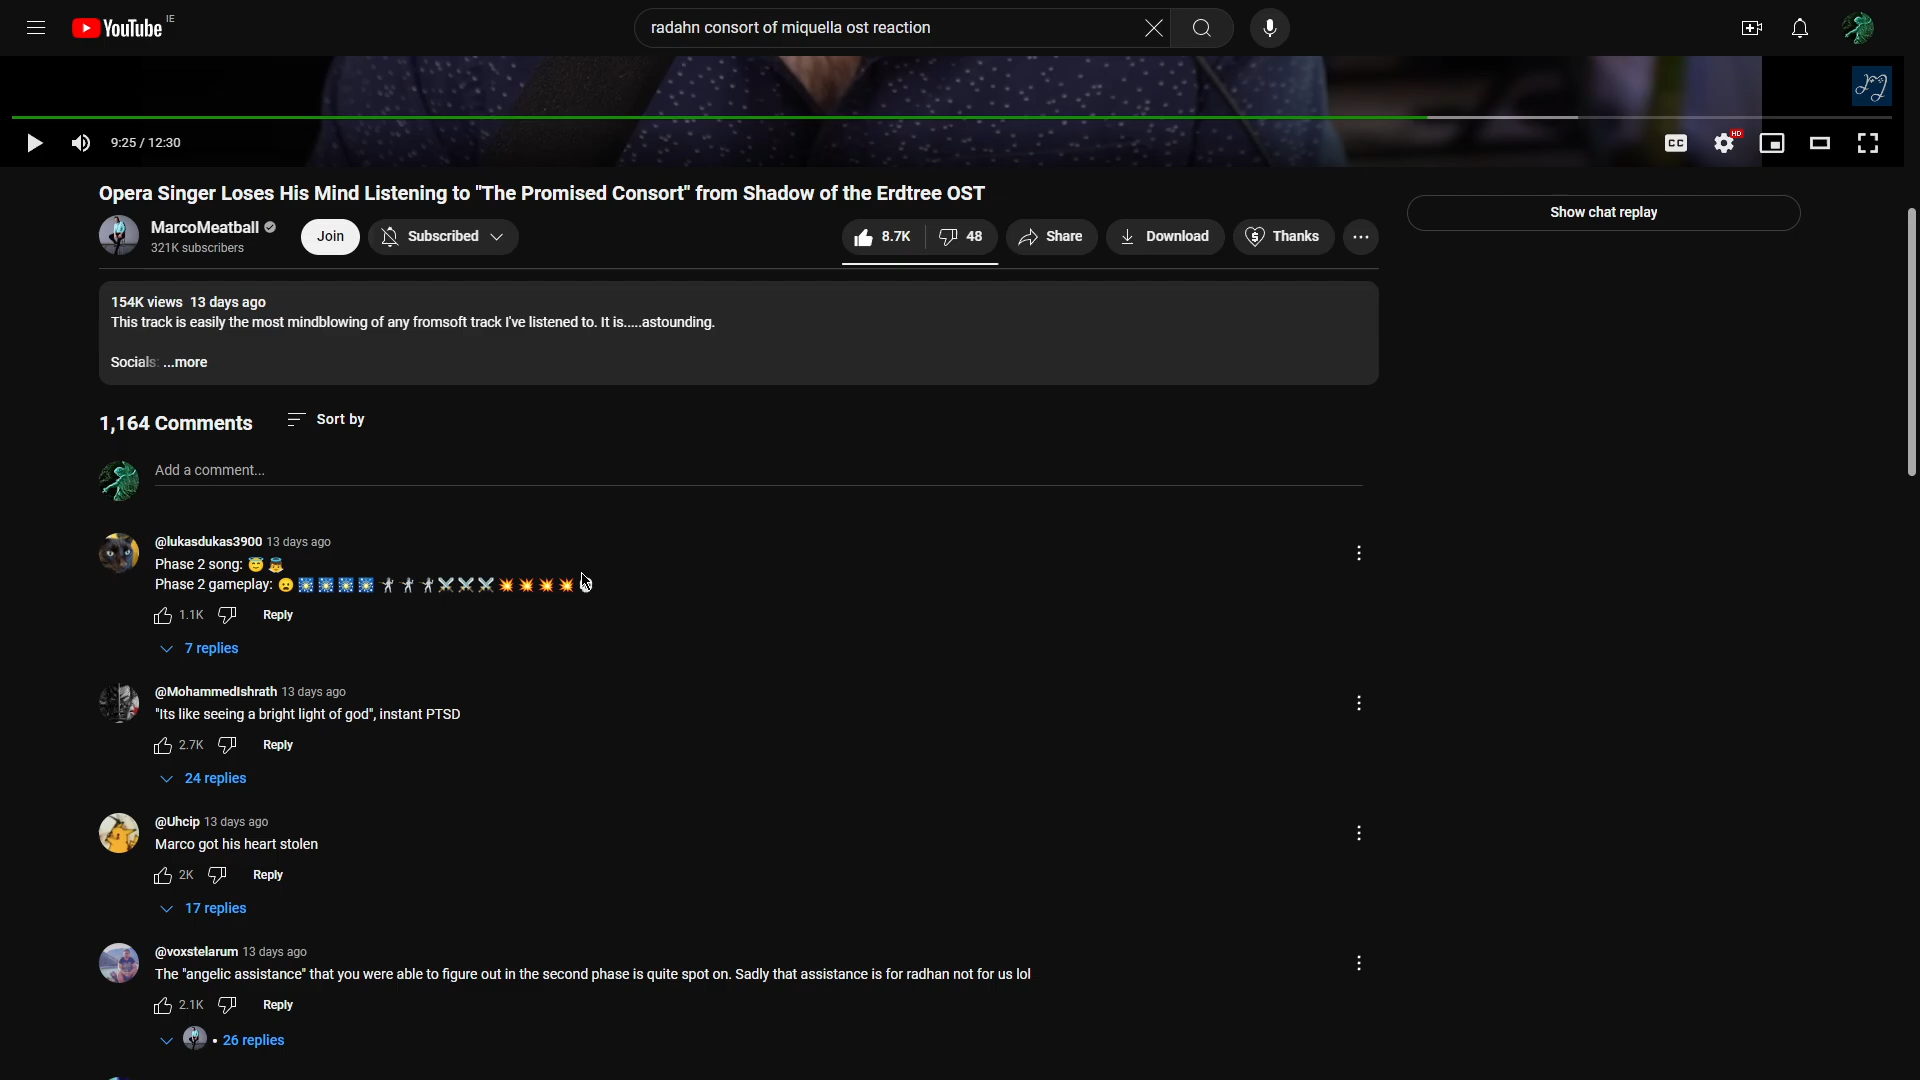 YouTube IE
radahn consort of miquella ost reaction
HD
CC
9:25 / 12:30
Opera Singer Loses His Mind Listening to "The Promised Consort" from Shadow of the Erdtree OST
Show chat replay
MarcoMeatball
321K subscribers
Join
Subscribed
8.7K
48
Share
Download
Thanks
154K views 13 days ago
This track is easily the most mindblowing of any fromsoft track I've listened to. It is.....astounding.
Socials: ...more
1,164 Comments
Sort by
Add a comment...
@lukasdukas3900 13 days ago
Phase 2 song: 😇👼
Phase 2 gameplay: 😦🎆🎆🎆🎆🤺🤺🤺⚔️⚔️⚔️💥💥💥💥
1.1K
Reply
7 replies
@MohammedIshrath 13 days ago
"Its like seeing a bright light of god", instant PTSD
2.7K
Reply
24 replies
@Uhcip 13 days ago
Marco got his heart stolen
2K
Reply
17 replies
@voxstelarum 13 days ago
The "angelic assistance" that you were able to figure out in the second phase is quite spot on. Sadly that assistance is for radhan not for us lol
2.1K
Reply
• 26 replies